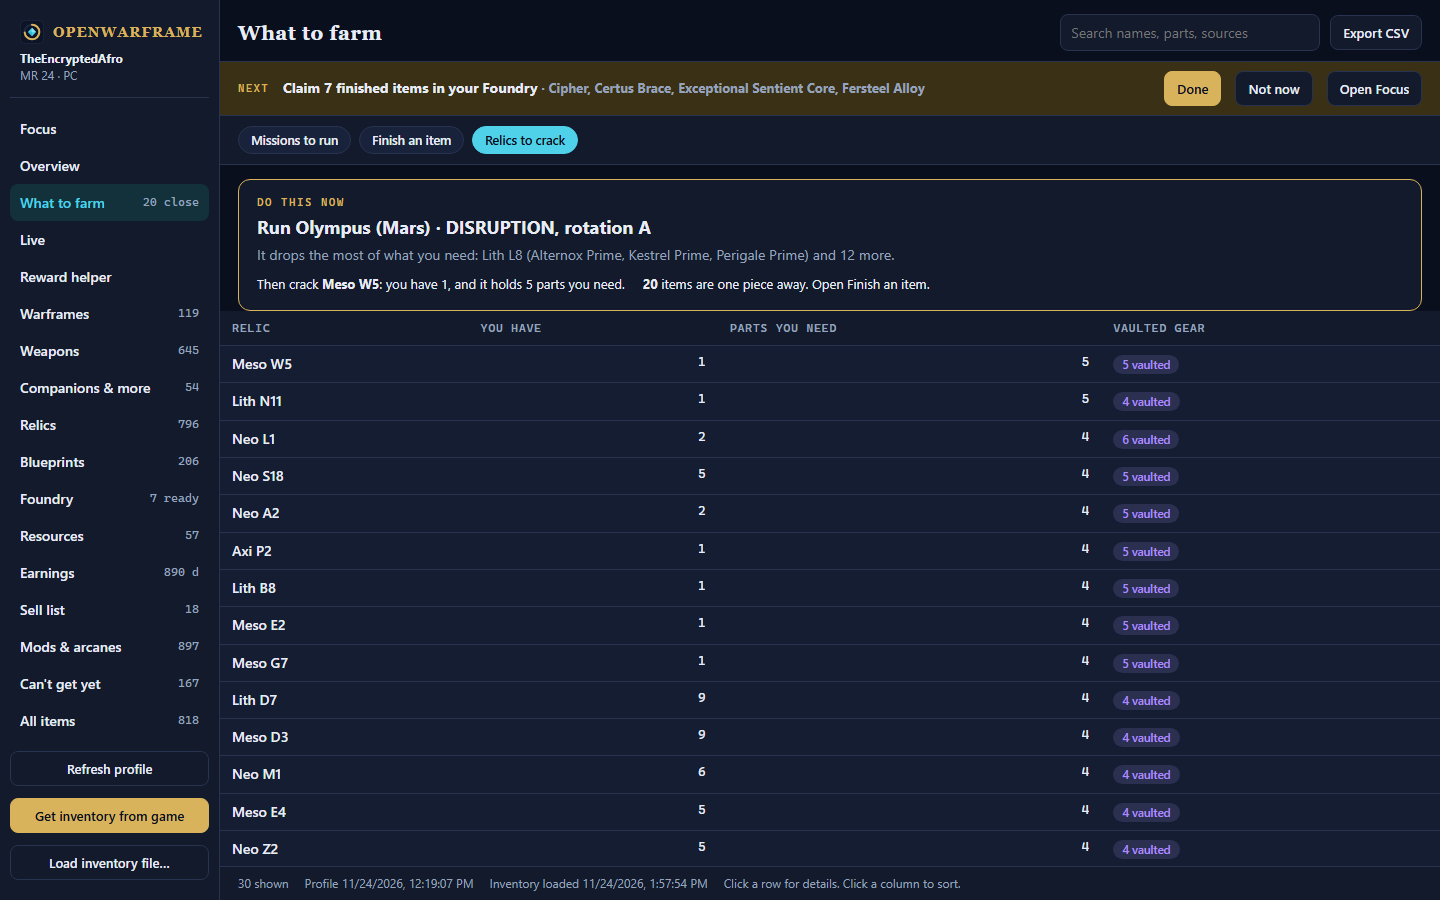 OPENWARFRAME
TheEncryptedAfro
MR 24 · PC
Focus
Overview
What to farm 20 close
Live
Reward helper
Warframes 119
Weapons 645
Companions & more 54
Relics 796
Blueprints 206
Foundry 7 ready
Resources 57
Earnings 890 d
Sell list 18
Mods & arcanes 897
Can't get yet 167
All items 818
Refresh profile
Get inventory from game
Load inventory file...
What to farm
Search names, parts, sources
Export CSV
NEXT Claim 7 finished items in your Foundry · Cipher, Certus Brace, Exceptional Sentient Core, Fersteel Alloy
Done Not now Open Focus
Missions to run Finish an item Relics to crack
DO THIS NOW
Run Olympus (Mars) · DISRUPTION, rotation A
It drops the most of what you need: Lith L8 (Alternox Prime, Kestrel Prime, Perigale Prime) and 12 more.
Then crack Meso W5: you have 1, and it holds 5 parts you need. 20 items are one piece away. Open Finish an item.
RELIC YOU HAVE PARTS YOU NEED VAULTED GEAR
Meso W5 1 5 5 vaulted
Lith N11 1 5 4 vaulted
Neo L1 2 4 6 vaulted
Neo S18 5 4 5 vaulted
Neo A2 2 4 5 vaulted
Axi P2 1 4 5 vaulted
Lith B8 1 4 5 vaulted
Meso E2 1 4 5 vaulted
Meso G7 1 4 5 vaulted
Lith D7 9 4 4 vaulted
Meso D3 9 4 4 vaulted
Neo M1 6 4 4 vaulted
Meso E4 5 4 4 vaulted
Neo Z2 5 4 4 vaulted
30 shown Profile 11/24/2026, 12:19:07 PM Inventory loaded 11/24/2026, 1:57:54 PM Click a row for details. Click a column to sort.